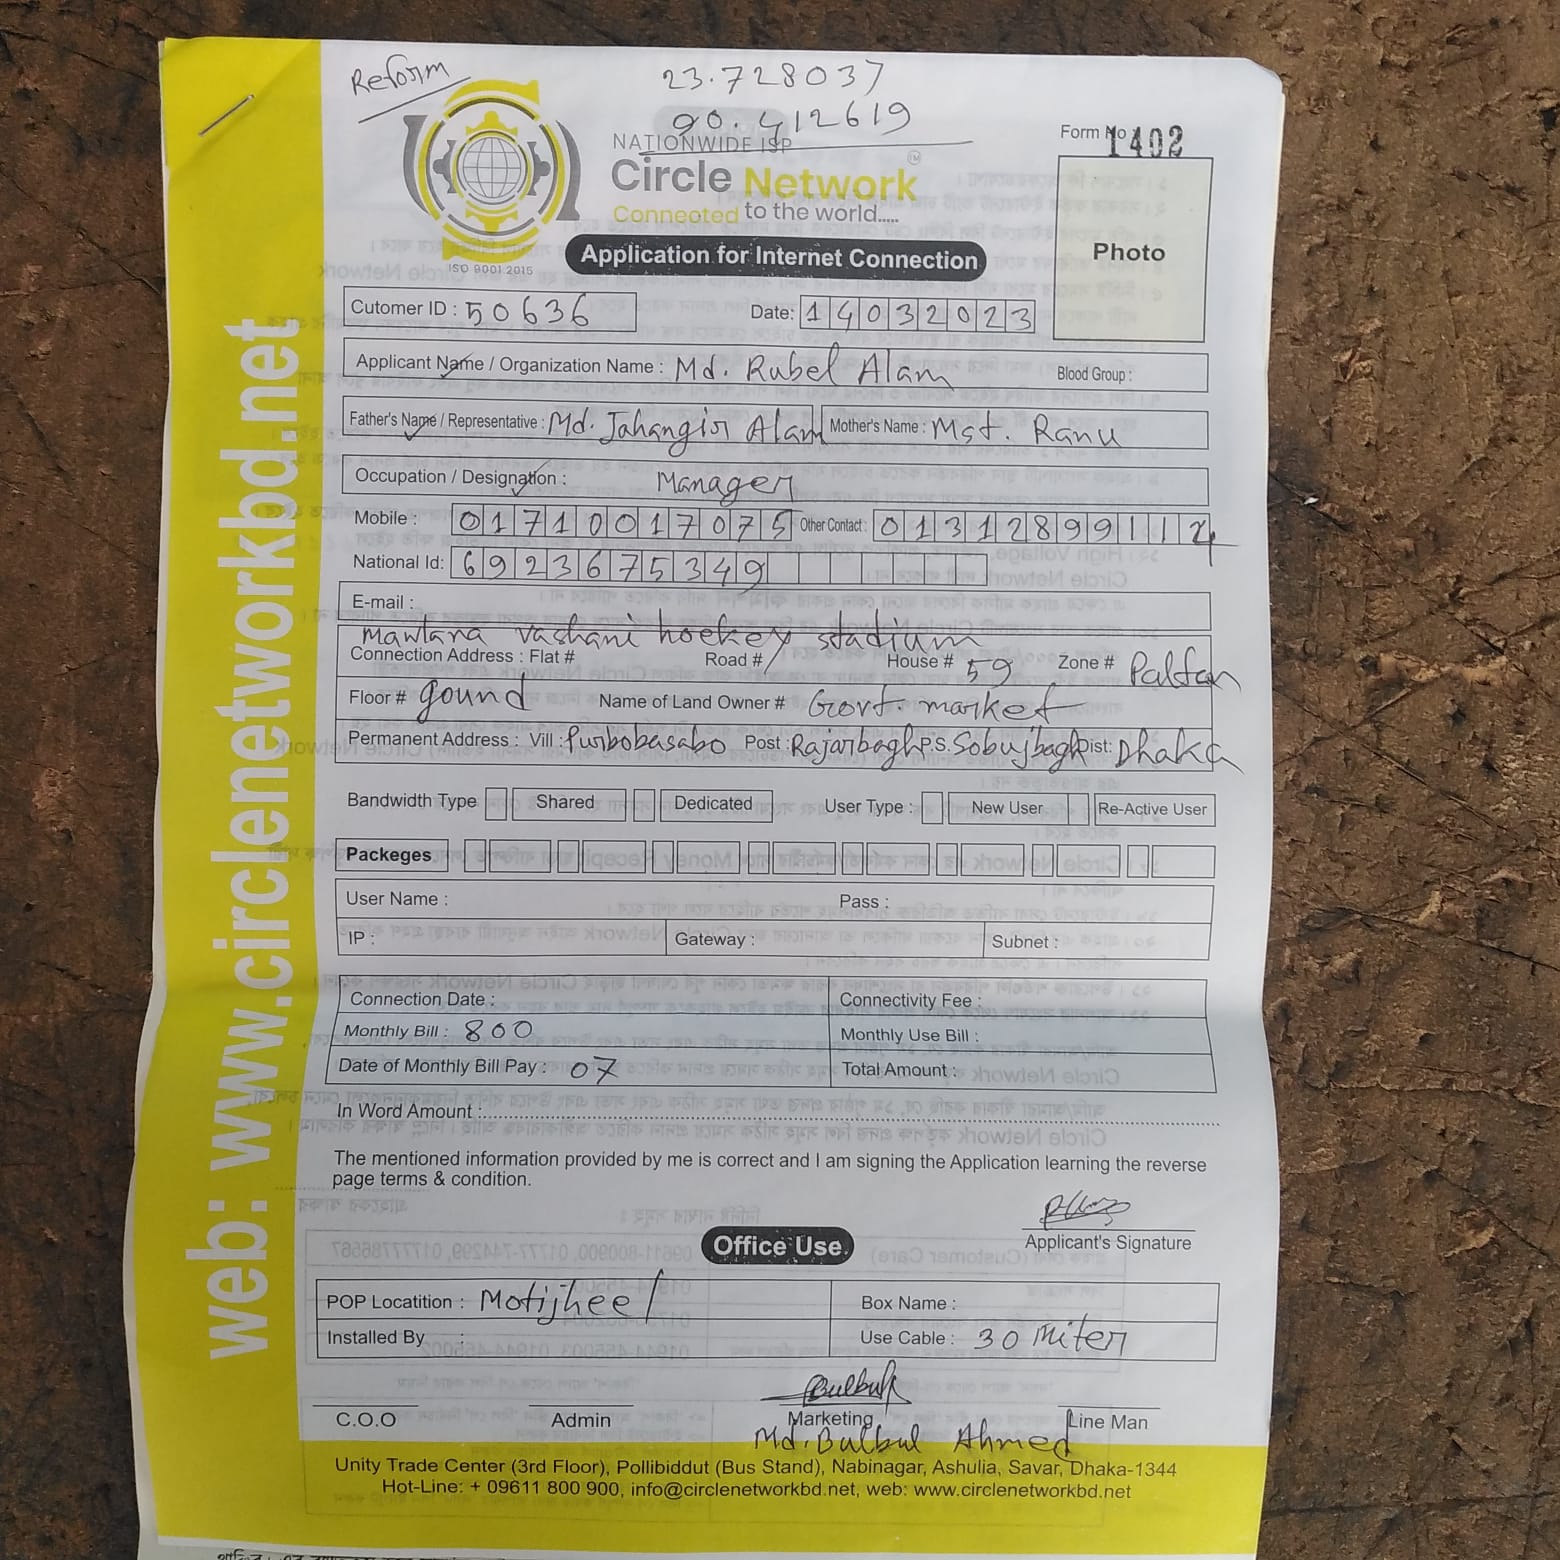 Reform
23.728037
90.412619
NATIONWIDE ISP
Form No 1402
Circle Network
Connected to the world.....
ISO 9001 2015
Application for Internet Connection
Photo
Cutomer ID : 50636 Date: 14032023
Applicant Name / Organization Name : Md. Rubel Alam Blood Group :
Father's Name / Representative : Md. Jahangir Alam Mother's Name : Mst. Ranu
Occupation / Designation : Manager
Mobile : 01710017075 Other Contact: 01312899112
National Id: 6923675349
E-mail :
Mawlana vashani hockey stadium
Connection Address : Flat # Road # House # 59 Zone # Paltan
Floor # gound Name of Land Owner # Govt. market
Permanent Address : Vill : Purbobasabo Post : Rajarbagh P.S. Sobujbagh Dist: Dhaka
Bandwidth Type Shared Dedicated User Type : New User Re-Active User
Packeges
User Name : Pass :
IP : Gateway : Subnet :
Connection Date : Connectivity Fee :
Monthly Bill : 800 Monthly Use Bill :
Date of Monthly Bill Pay : 07 Total Amount :
In Word Amount :
The mentioned information provided by me is correct and I am signing the Application learning the reverse
page terms & condition.
Applicant's Signature
Office Use.
POP Locatition : Motijheel Box Name :
Installed By : Use Cable : 30 Miter
Bulbul
C.O.O Admin Marketing Line Man
Md. Bulbul Ahmed
Unity Trade Center (3rd Floor), Pollibiddut (Bus Stand), Nabinagar, Ashulia, Savar, Dhaka-1344
Hot-Line: + 09611 800 900, info@circlenetworkbd.net, web: www.circlenetworkbd.net
web: www.circlenetworkbd.net